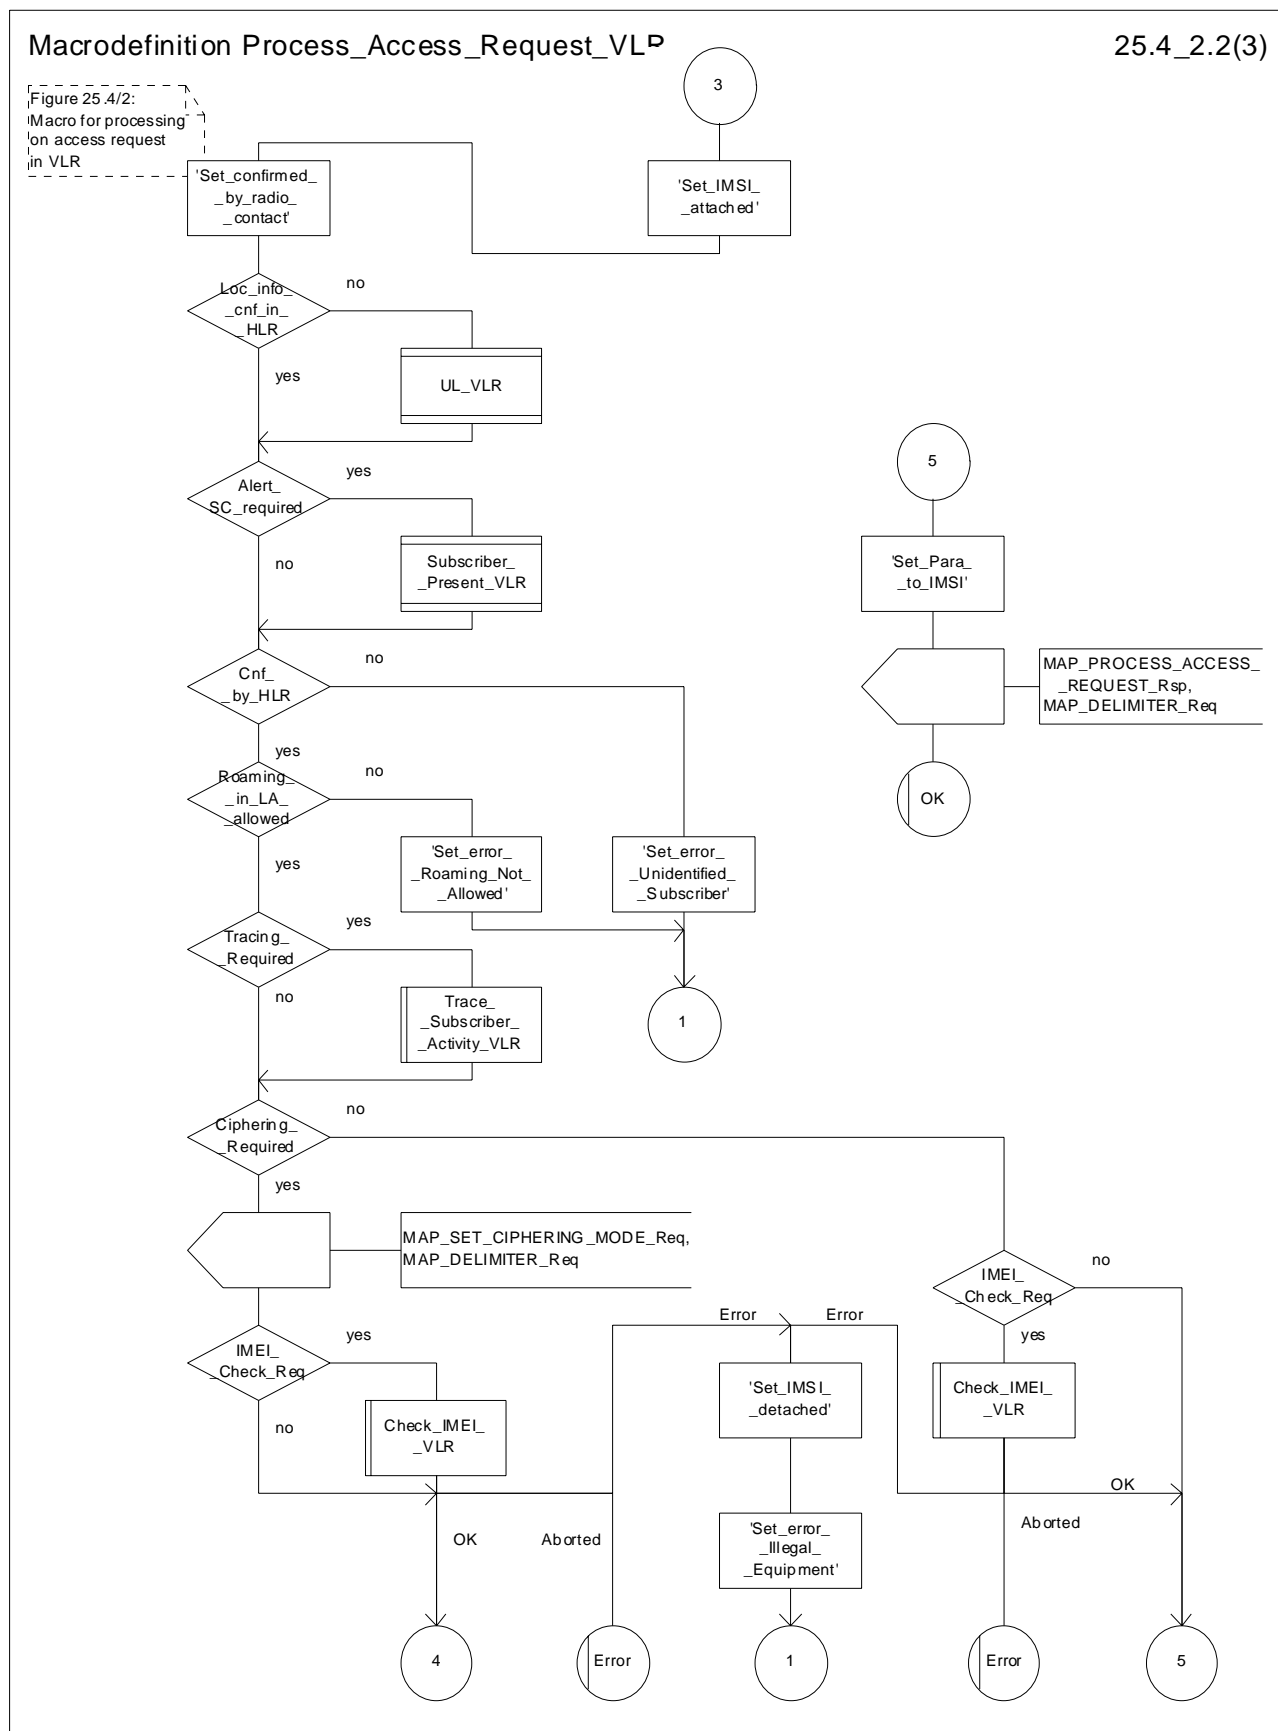 Macrodefinition Process_Access_Request_VLR
25.4_2.2(3)
Figure 25.4/2:
Macro for processing
on access request
in VLR
3
'Set_confirmed_
_by_radio_
_contact'
'Set_IMSI_
_attached'
Loc_info_
_cnf_in_
_HLR
no
yes
UL_VLR
Alert_
SC_required
yes
no
Subscriber_
_Present_VLR
5
'Set_Para_
_to_IMSI'
Cnf_
_by_HLR
no
yes
MAP_PROCESS_ACCESS_
_REQUEST_Rsp,
MAP_DELIMITER_Req
OK
Roaming_
_in_LA_
_allowed
no
yes
'Set_error_
_Roaming_Not_
_Allowed'
'Set_error_
_Unidentified_
_Subscriber'
Tracing_
_Required
yes
no
Trace_
_Subscriber_
_Activity_VLR
1
Ciphering_
_Required
no
yes
MAP_SET_CIPHERING_MODE_Req,
MAP_DELIMITER_Req
IMEI_
_Check_Req
no
yes
IMEI_
_Check_Req
yes
no
Error
Error
Check_IMEI_
_VLR
'Set_IMSI_
_detached'
Check_IMEI_
_VLR
OK
Aborted
'Set_error_
_Illegal_
_Equipment'
OK
Aborted
4
Error
1
Error
5